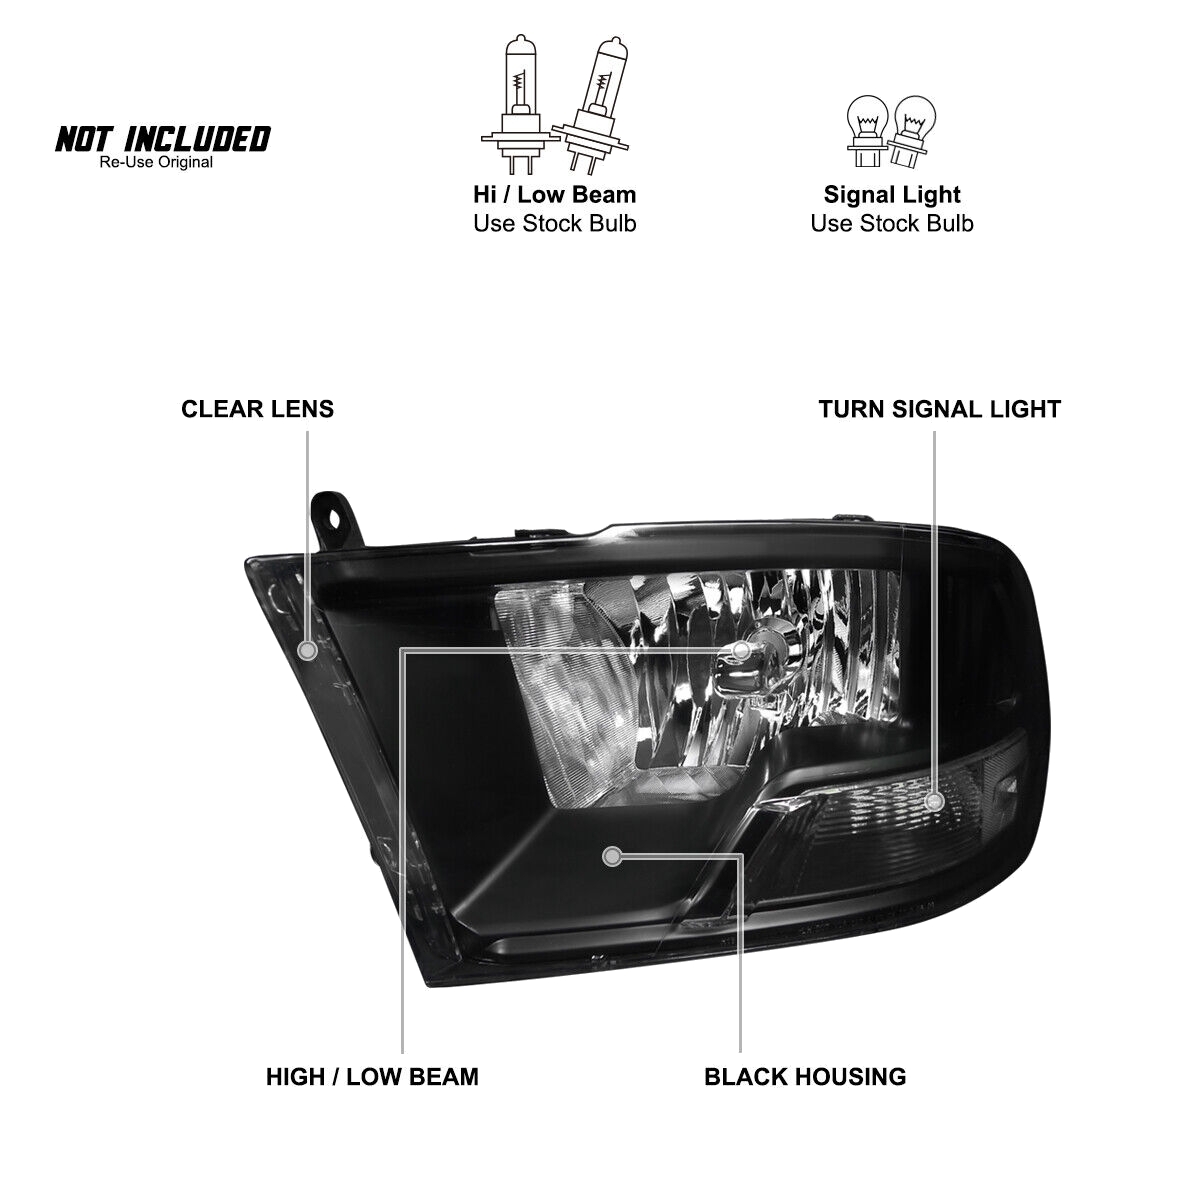 NOT INCLUDED
Re-Use Original
Hi / Low Beam
Use Stock Bulb
Signal Light
Use Stock Bulb
CLEAR LENS
TURN SIGNAL LIGHT
HIGH / LOW BEAM
BLACK HOUSING